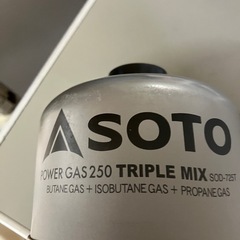 SOTO
POWER GAS 250 TRIPLE MIX SOD-725T
BUTANE.GAS + ISOBUTANE.GAS + PROPANE.GAS